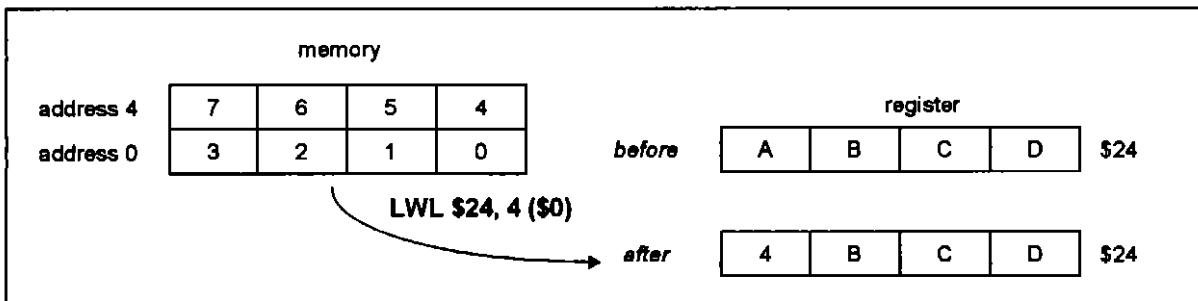 memory
address 4 7 6 5 4
address 0 3 2 1 0
register
before A B C D $24
LWL $24, 4 ($0)
after 4 B C D $24